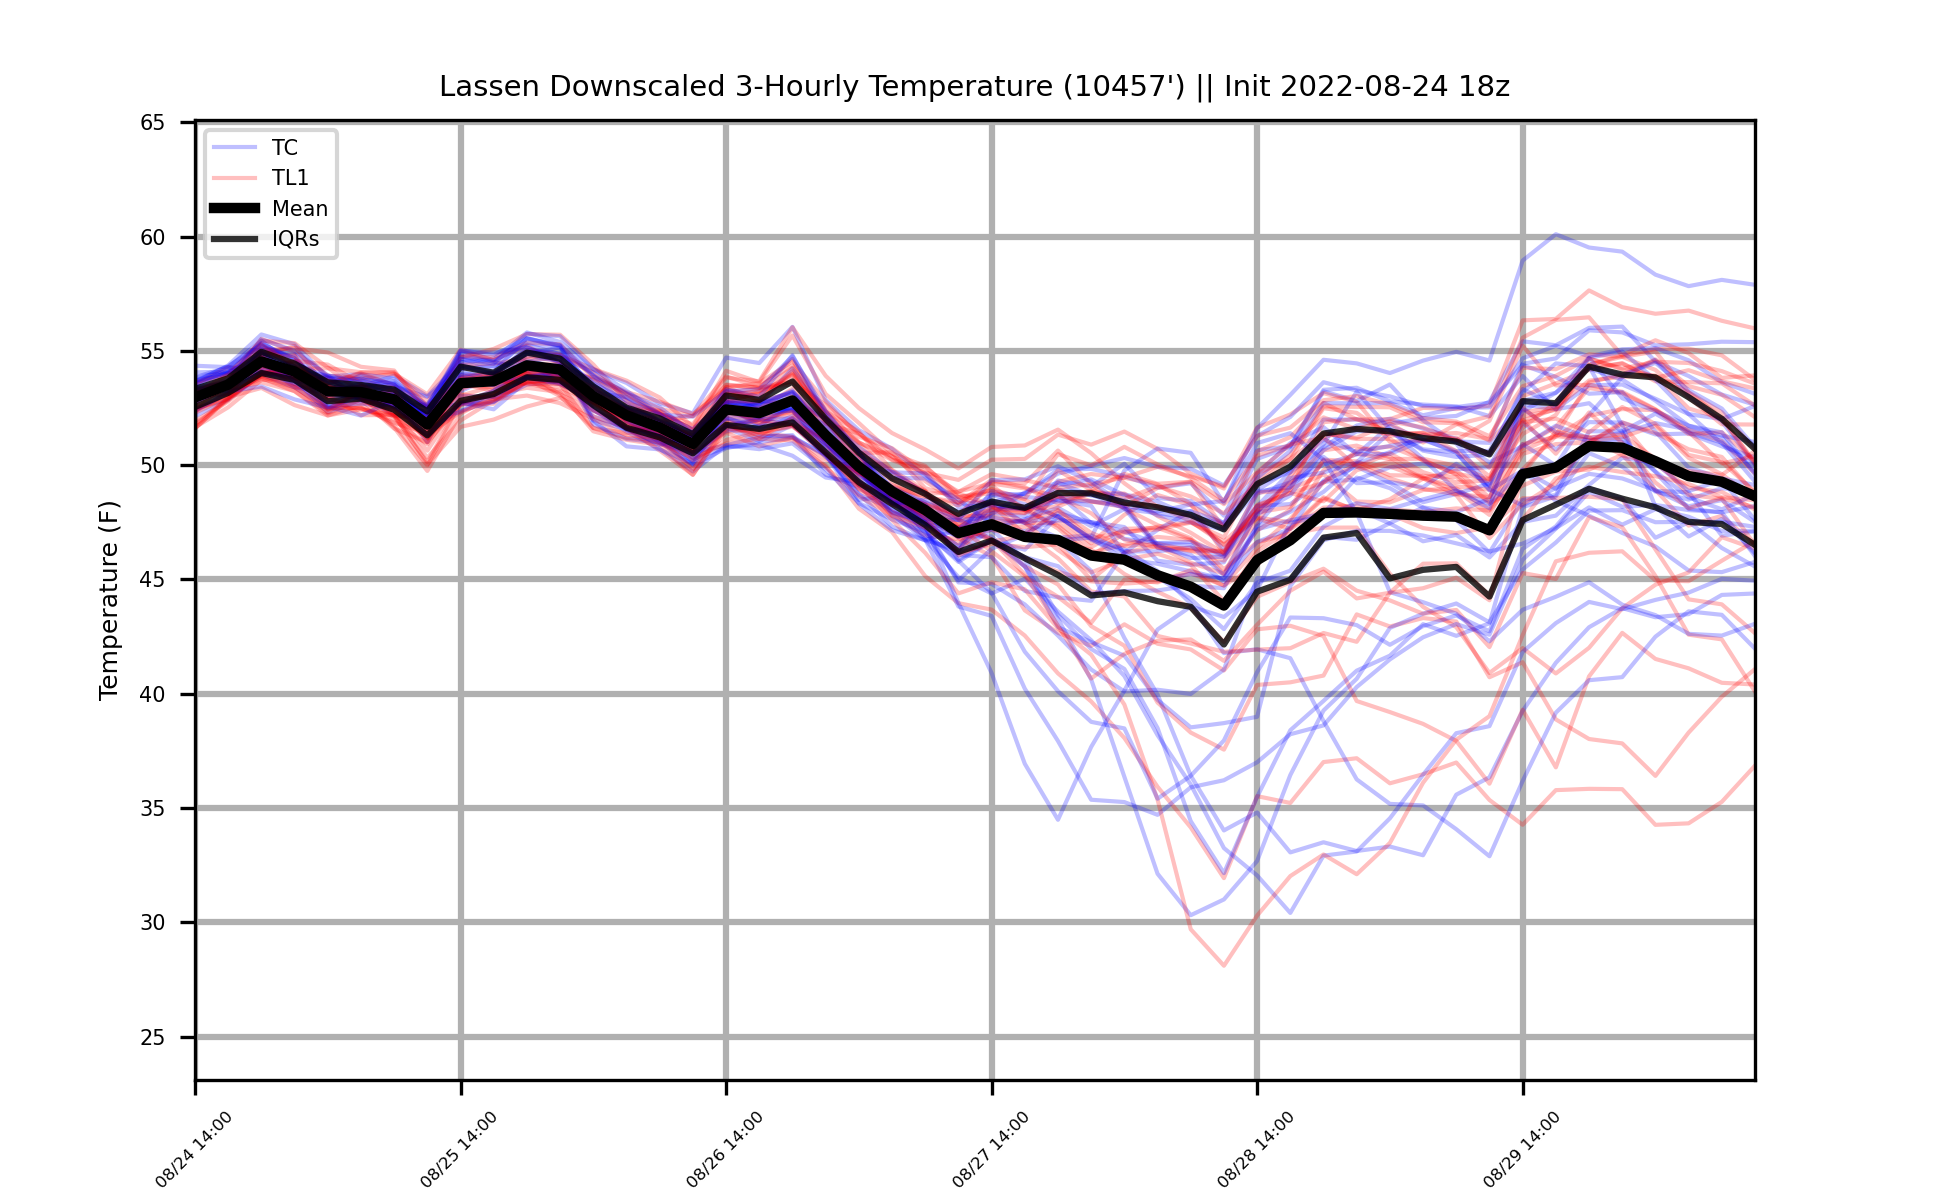 Lassen Downscaled 3-Hourly Temperature (10457') || Init 2022-08-24 18z
65
60
55
50
45
40
35
30
25
Temperature (F)
TC
TL1
Mean
IQRs
08/24 14:00
08/25 14:00
08/26 14:00
08/27 14:00
08/28 14:00
08/29 14:00